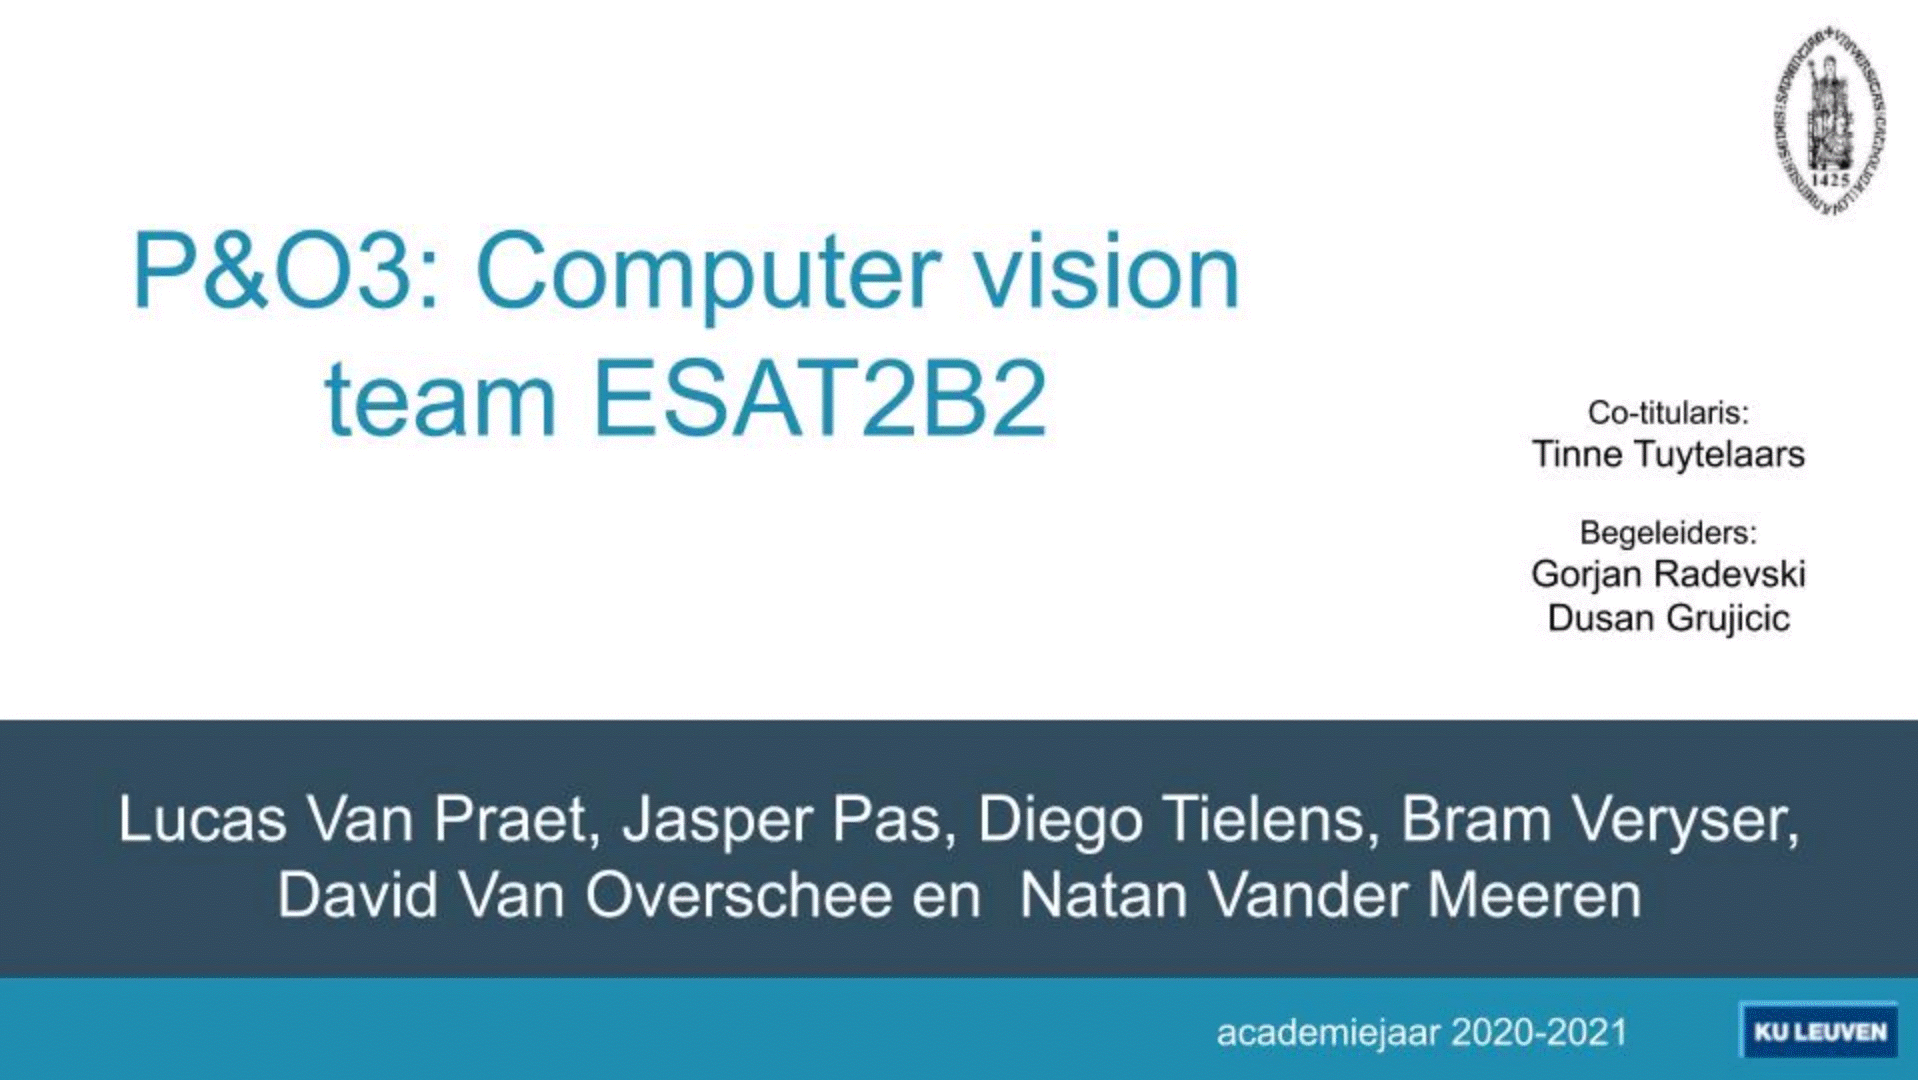 P&O3: Computer vision
team ESAT2B2
1425
Co-titularis:
Tinne Tuytelaars
Begeleiders:
Gorjan Radevski
Dusan Grujicic
Lucas Van Praet, Jasper Pas, Diego Tielens, Bram Veryser,
David Van Overschee en  Natan Vander Meeren
academiejaar 2020-2021
KU LEUVEN